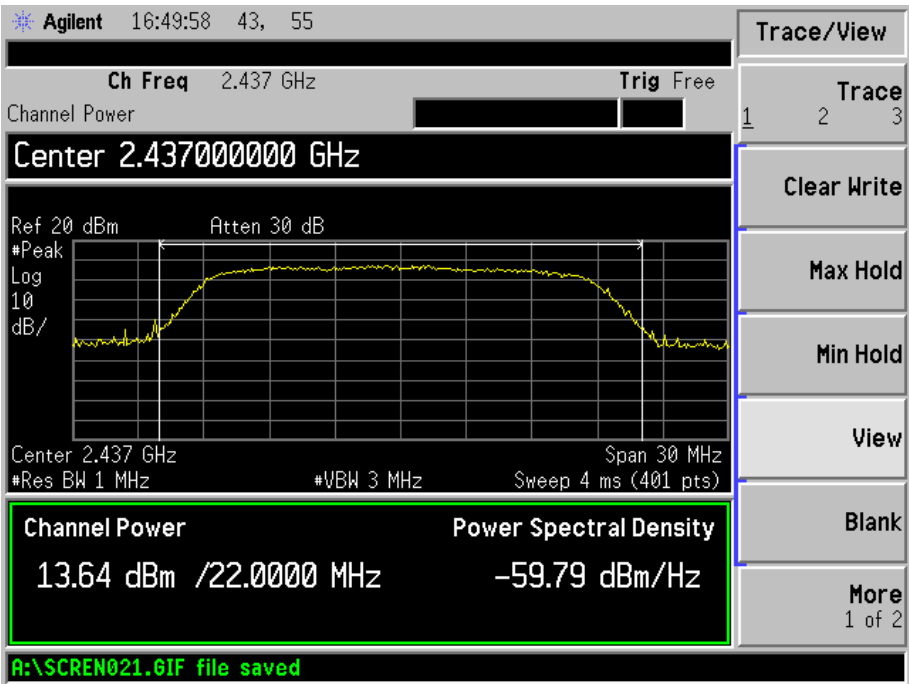 Agilent 16:49:58 43, 55
Ch Freq 2.437 GHz Trig Free
Channel Power
Center 2.437000000 GHz
Ref 20 dBm Atten 30 dB
#Peak
Log
10
dB/
Center 2.437 GHz Span 30 MHz
#Res BW 1 MHz #VBW 3 MHz Sweep 4 ms (401 pts)
Channel Power Power Spectral Density
13.64 dBm /22.0000 MHz -59.79 dBm/Hz
A:\SCREN021.GIF file saved
Trace/View
Trace
1 2 3
Clear Write
Max Hold
Min Hold
View
Blank
More
1 of 2